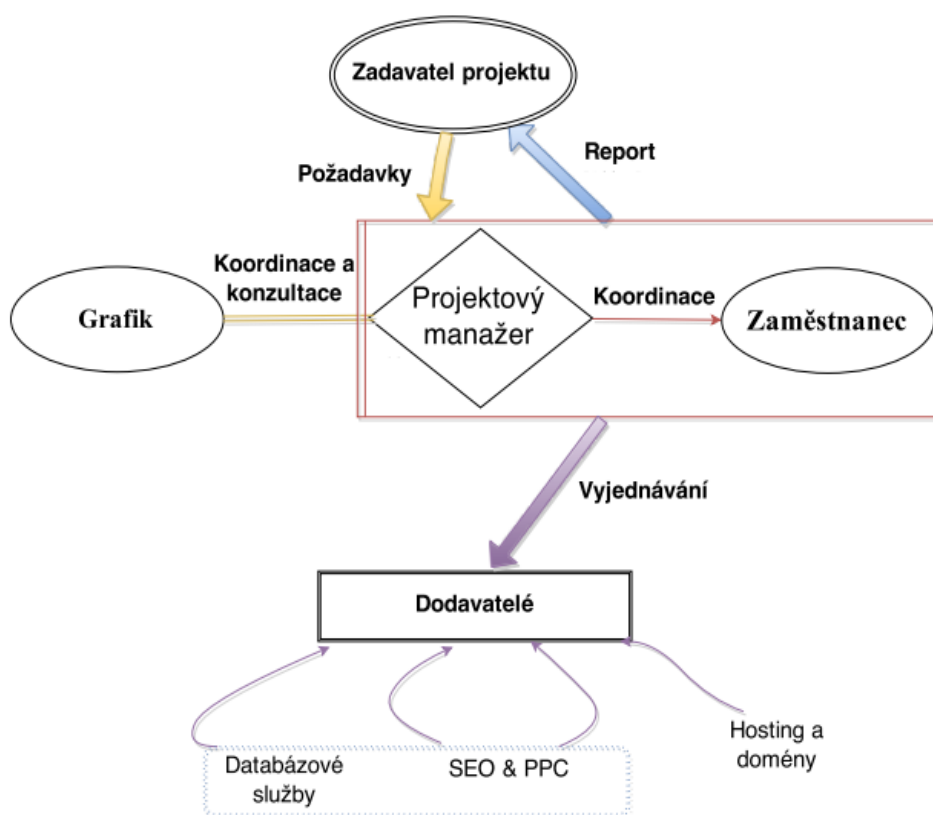 Zadavatel projektu
Report
Požadavky
Koordinace a
konzultace
Grafik
Projektový
manažer
Koordinace
Zaměstnanec
Vyjednávání
Dodavatelé
Databázové
služby
SEO & PPC
Hosting a
domény